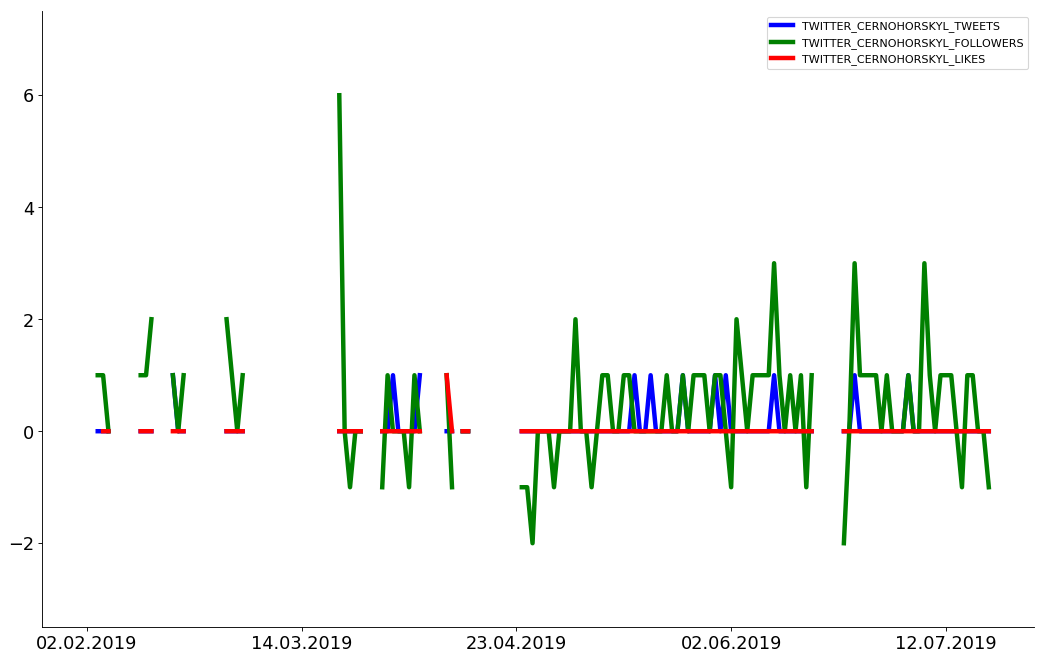 TWITTER_CERNOHORSKYL_TWEETS
TWITTER_CERNOHORSKYL_FOLLOWERS
TWITTER_CERNOHORSKYL_LIKES
6
4
2
0
−2
02.02.2019 14.03.2019 23.04.2019 02.06.2019 12.07.2019